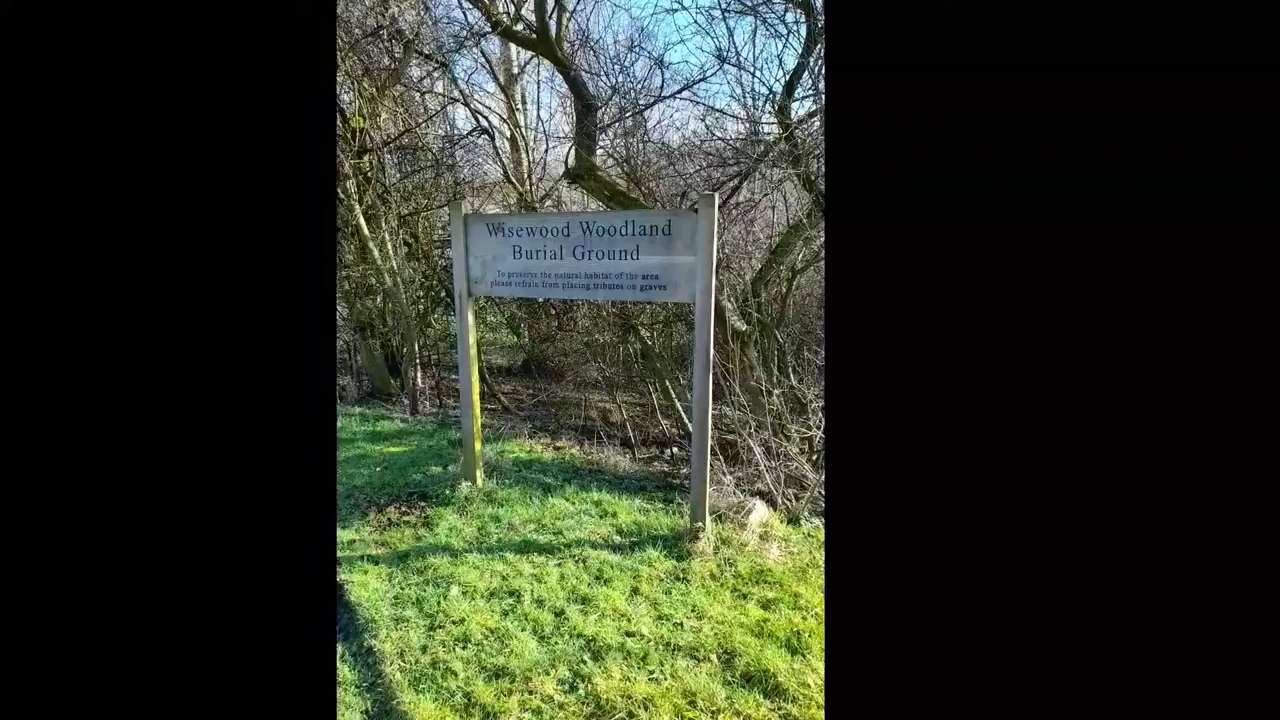 Wisewood Woodland
Burial Ground
To preserve the natural habitat of the area
please refrain from placing tributes on graves